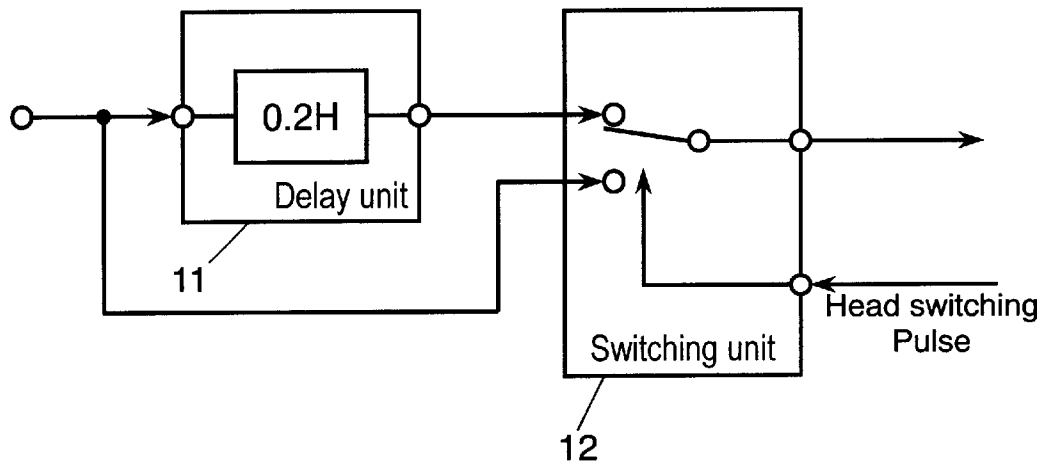 0.2H
Delay unit
11
Head switching
Pulse
Switching unit
12